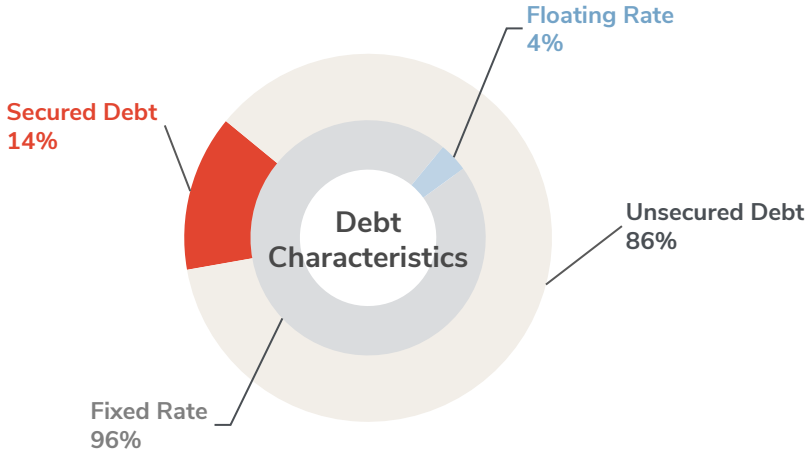 Floating Rate
4%
Secured Debt
14%
Unsecured Debt
86%
Debt
Characteristics
Fixed Rate
96%